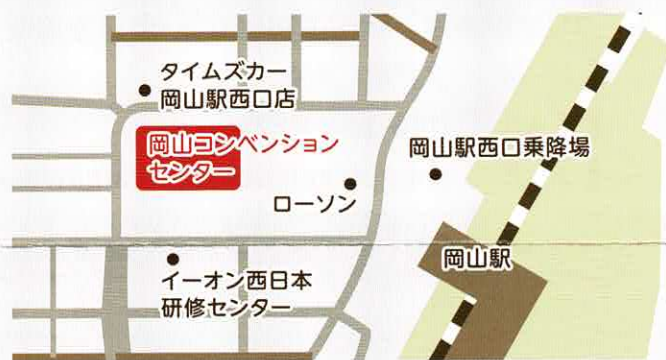 タイムズカー
岡山駅西口店
岡山コンベンション
センター
岡山駅西口乗降場
ローソン
岡山駅
イーオン西日本
研修センター